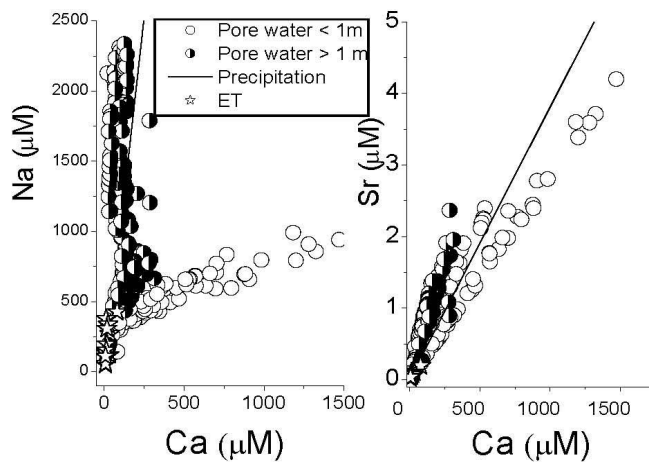 2500
2000
1500
1000
500
0
Na (μM)
0 500 1000 1500
Ca (μM)
Pore water < 1m
Pore water > 1 m
Precipitation
ET
5
4
3
2
1
0
Sr (μM)
0 500 1000 1500
Ca (μM)